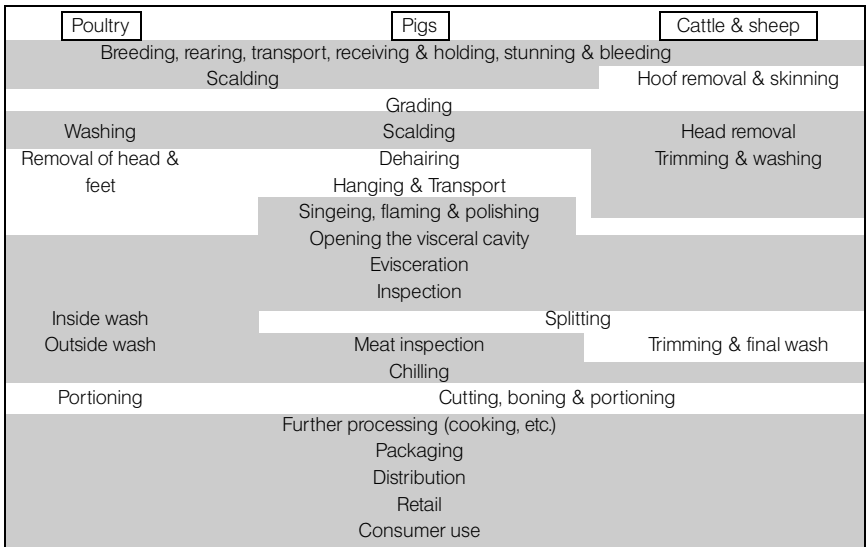 Poultry Pigs Cattle & sheep
Breeding, rearing, transport, receiving & holding, stunning & bleeding
Scalding Hoof removal & skinning
Grading
Washing Scalding Head removal
Removal of head & Dehairing Trimming & washing
feet Hanging & Transport
Singeing, flaming & polishing
Opening the visceral cavity
Evisceration
Inspection
Inside wash Splitting
Outside wash Meat inspection Trimming & final wash
Chilling
Portioning Cutting, boning & portioning
Further processing (cooking, etc.)
Packaging
Distribution
Retail
Consumer use